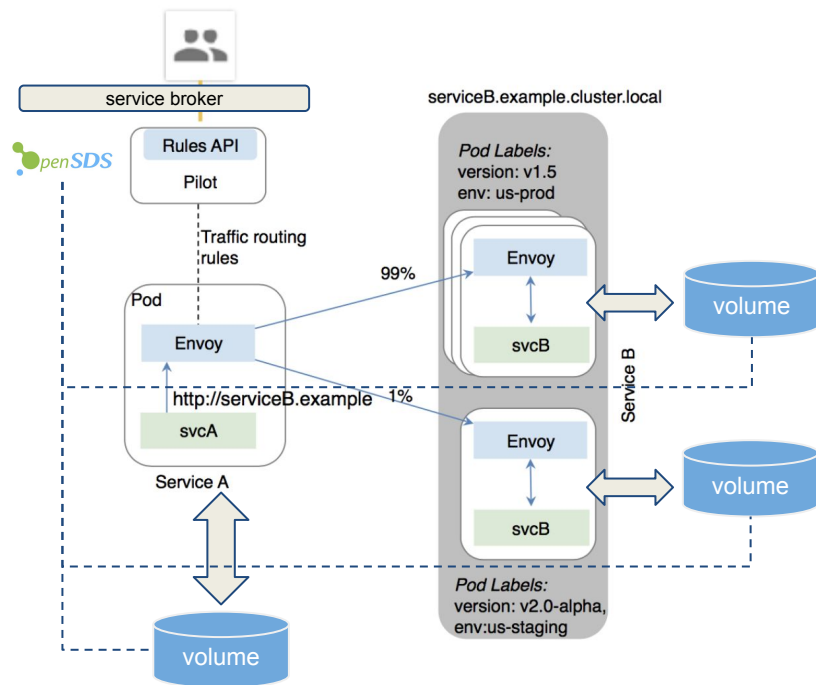 service broker
serviceB.example.cluster.local
OpenSDS
Rules API
Pilot
Pod Labels:
version: v1.5
env: us-prod
Traffic routing
rules
99%
Envoy
svcB
volume
Pod
Envoy
http://serviceB.example
1%
svcA
Service A
Service B
Envoy
svcB
volume
Pod Labels:
version: v2.0-alpha,
env:us-staging
volume